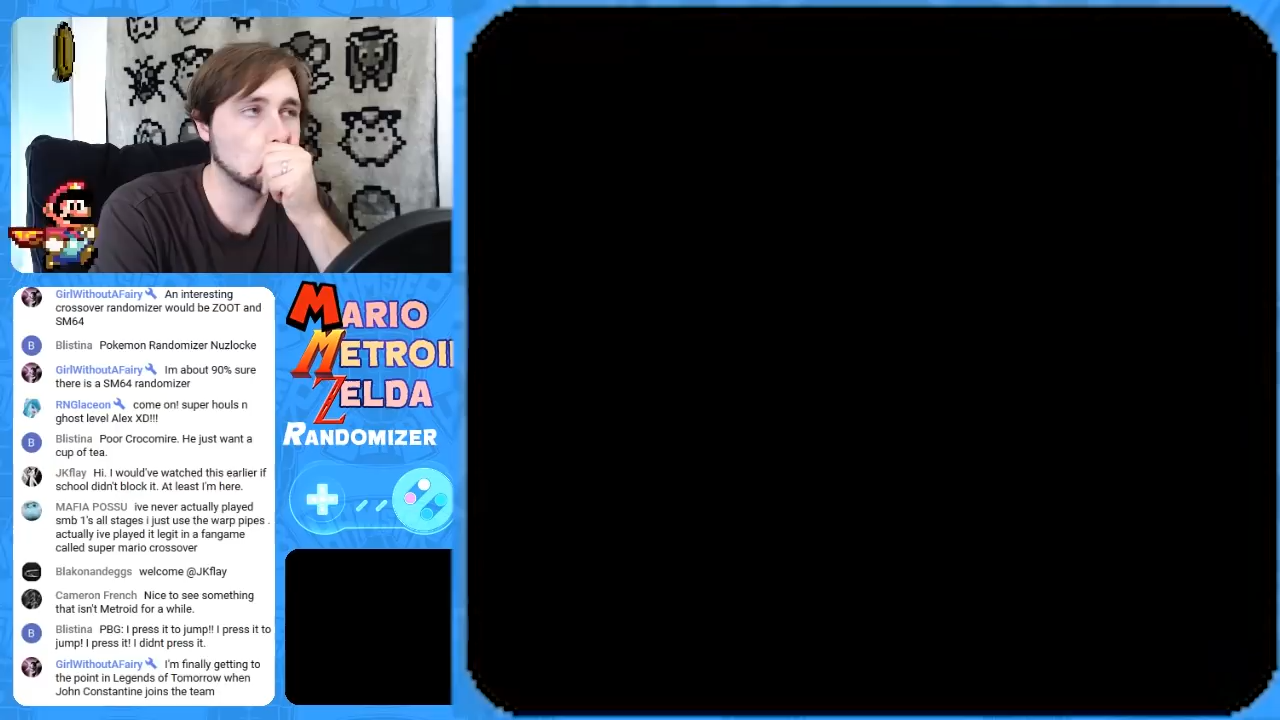 GirlWithoutAFairy An interesting
crossover randomizer would be ZOOT and
SM64
Blistina Pokemon Randomizer Nuzlocke
GirlWithoutAFairy Im about 90% sure
there is a SM64 randomizer
RNGlaceon come on! super houls n
ghost level Alex XD!!!
Blistina Poor Crocomire. He just want a
cup of tea.
JKflay Hi. I would've watched this earlier if
school didn't block it. At least I'm here.
MAFIA POSSU ive never actually played
smb 1's all stages i just use the warp pipes .
actually ive played it legit in a fangame
called super mario crossover
Blakonandeggs welcome @JKflay
Cameron French Nice to see something
that isn't Metroid for a while.
Blistina PBG: I press it to jump!! I press it to
jump! I press it! I didnt press it.
GirlWithoutAFairy I'm finally getting to
the point in Legends of Tomorrow when
John Constantine joins the team
MARIO
METROI
ZELDA
RANDOMIZER
B
B
B